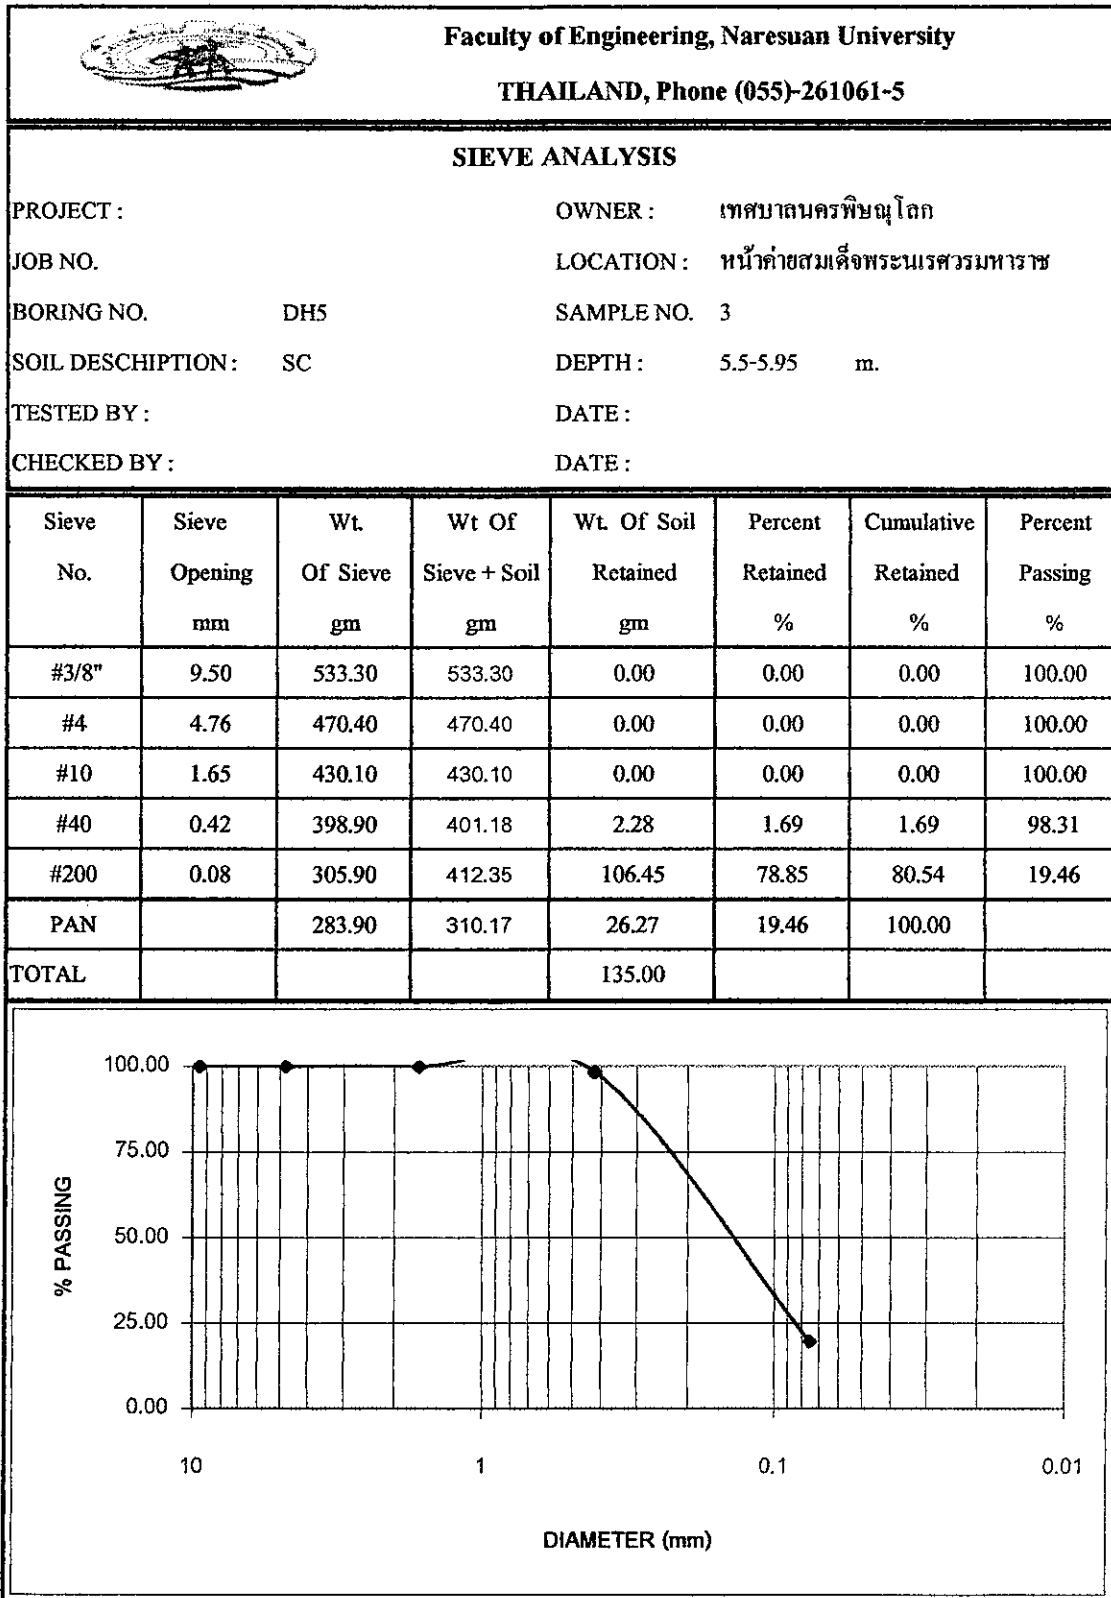 Faculty of Engineering, Naresuan University
THAILAND, Phone (055)-261061-5
SIEVE ANALYSIS
PROJECT : OWNER : เทศบาลนครพิษณุโลก
JOB NO. LOCATION : หน้าค่ายสมเด็จพระนเรศวรมหาราช
BORING NO. DH5 SAMPLE NO. 3
SOIL DESCHIPTION : SC DEPTH : 5.5-5.95 m.
TESTED BY : DATE :
CHECKED BY : DATE :
Sieve Sieve Wt. Wt Of Wt. Of Soil Percent Cumulative Percent
No. Opening Of Sieve Sieve + Soil Retained Retained Retained Passing
mm gm gm gm % % %
#3/8" 9.50 533.30 533.30 0.00 0.00 0.00 100.00
#4 4.76 470.40 470.40 0.00 0.00 0.00 100.00
#10 1.65 430.10 430.10 0.00 0.00 0.00 100.00
#40 0.42 398.90 401.18 2.28 1.69 1.69 98.31
#200 0.08 305.90 412.35 106.45 78.85 80.54 19.46
PAN 283.90 310.17 26.27 19.46 100.00
TOTAL 135.00
100.00
75.00
50.00
25.00
0.00
% PASSING
10 1 0.1 0.01
DIAMETER (mm)